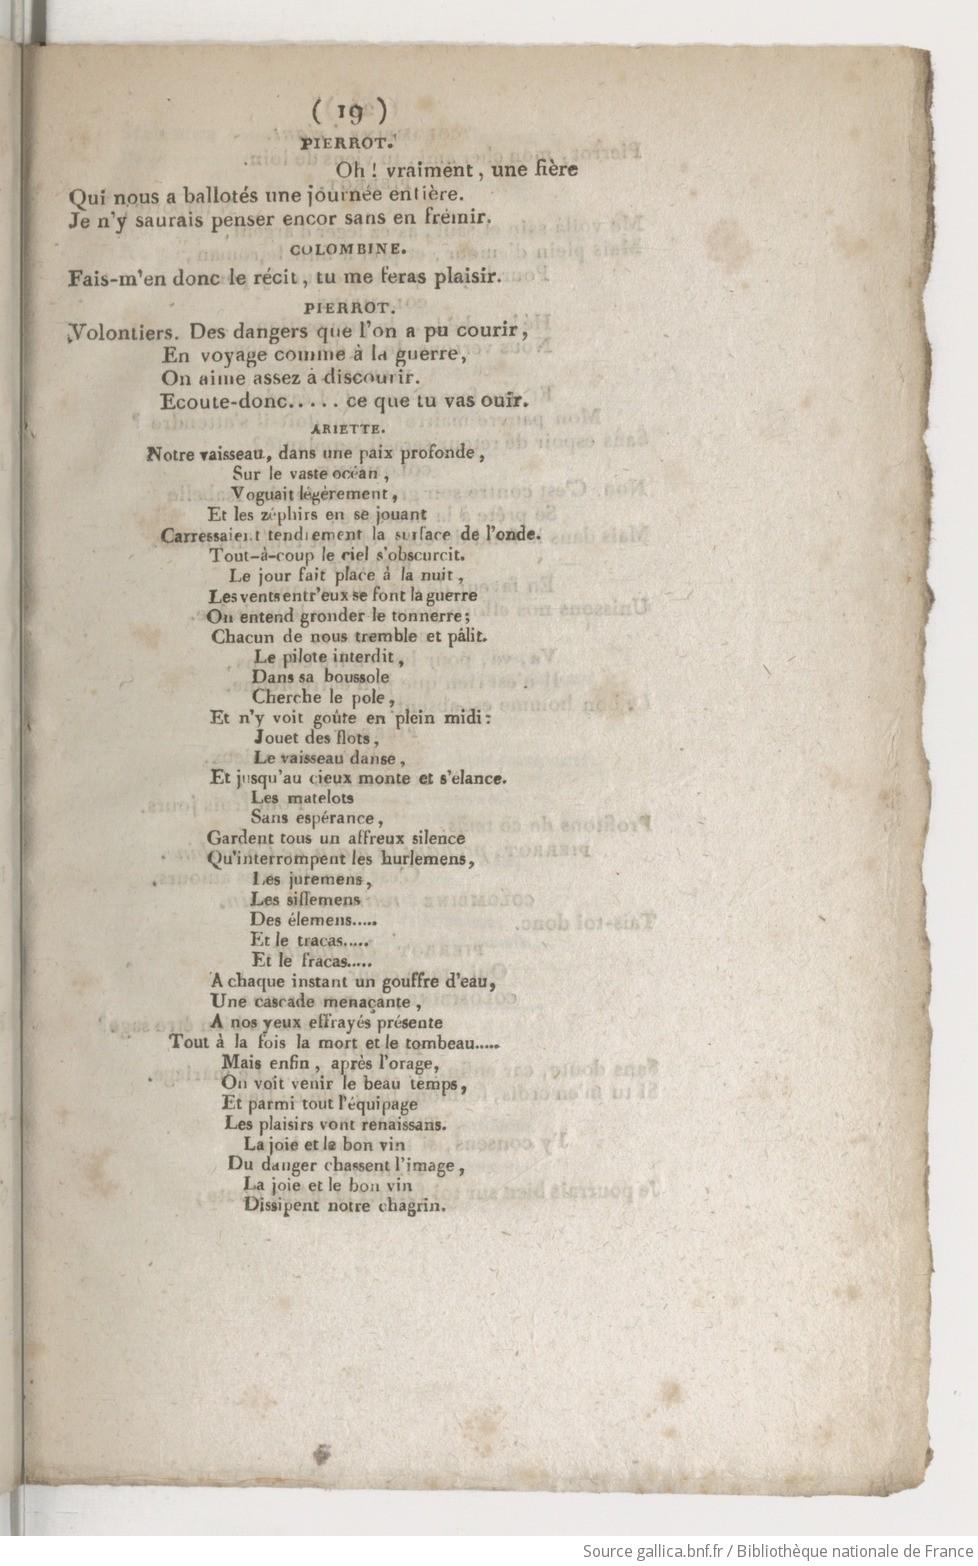 ( 19 )
PIERROT.
Oh ! vraiment, une fière
Qui nous a ballotés une journée entière.
Je n'y saurais penser encor sans en frémir.
COLOMBINE.
Fais-m'en donc le récit, tu me feras plaisir.
PIERROT.
Volontiers. Des dangers que l'on a pu courir,
En voyage comme à la guerre,
On aime assez à discourir.
Ecoute-donc..... ce que tu vas ouïr.
ARIETTE.
Notre vaisseau, dans une paix profonde,
Sur le vaste océan,
Voguait légèrement,
Et les zéphirs en se jouant
Carressaient tendrement la surface de l'onde.
Tout-à-coup le ciel s'obscurcit.
Le jour fait place à la nuit,
Les vents entr'eux se font la guerre
On entend gronder le tonnerre;
Chacun de nous tremble et pâlit.
Le pilote interdit,
Dans sa boussole
Cherche le pole,
Et n'y voit goûte en plein midi:
Jouet des flots,
Le vaisseau danse,
Et jusqu'au cieux monte et s'elance.
Les matelots
Sans espérance,
Gardent tous un affreux silence
Qu'interrompent les hurlemens,
Les juremens,
Les sifflemens
Des élemens.....
Et le tracas.....
Et le fracas.....
A chaque instant un gouffre d'eau,
Une cascade menaçante,
A nos yeux effrayés présente
Tout à la fois la mort et le tombeau.....
Mais enfin, après l'orage,
On voit venir le beau temps,
Et parmi tout l'équipage
Les plaisirs vont renaissans.
La joie et le bon vin
Du danger chassent l'image,
La joie et le bon vin
Dissipent notre chagrin.
Source gallica.bnf.fr / Bibliothèque nationale de France